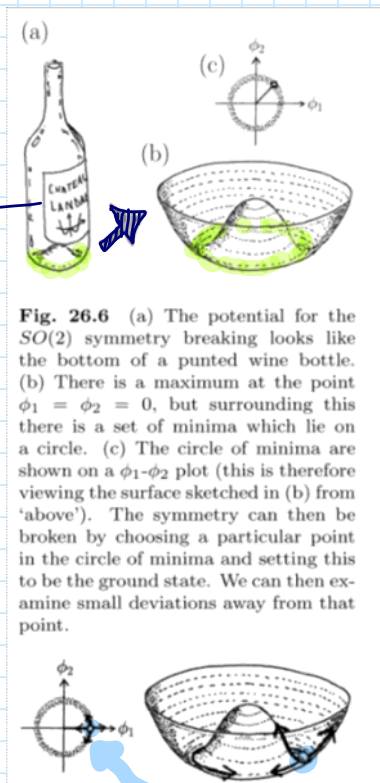 (a)
ϕ₂
(c)
ϕ₁
(b)
CHATEAU
LANDAU
Fig. 26.6 (a) The potential for the
SO(2) symmetry breaking looks like
the bottom of a punted wine bottle.
(b) There is a maximum at the point
ϕ₁ = ϕ₂ = 0, but surrounding this
there is a set of minima which lie on
a circle. (c) The circle of minima are
shown on a ϕ₁-ϕ₂ plot (this is therefore
viewing the surface sketched in (b) from
‘above’). The symmetry can then be
broken by choosing a particular point
in the circle of minima and setting this
to be the ground state. We can then ex-
amine small deviations away from that
point.
ϕ₂
ϕ₁